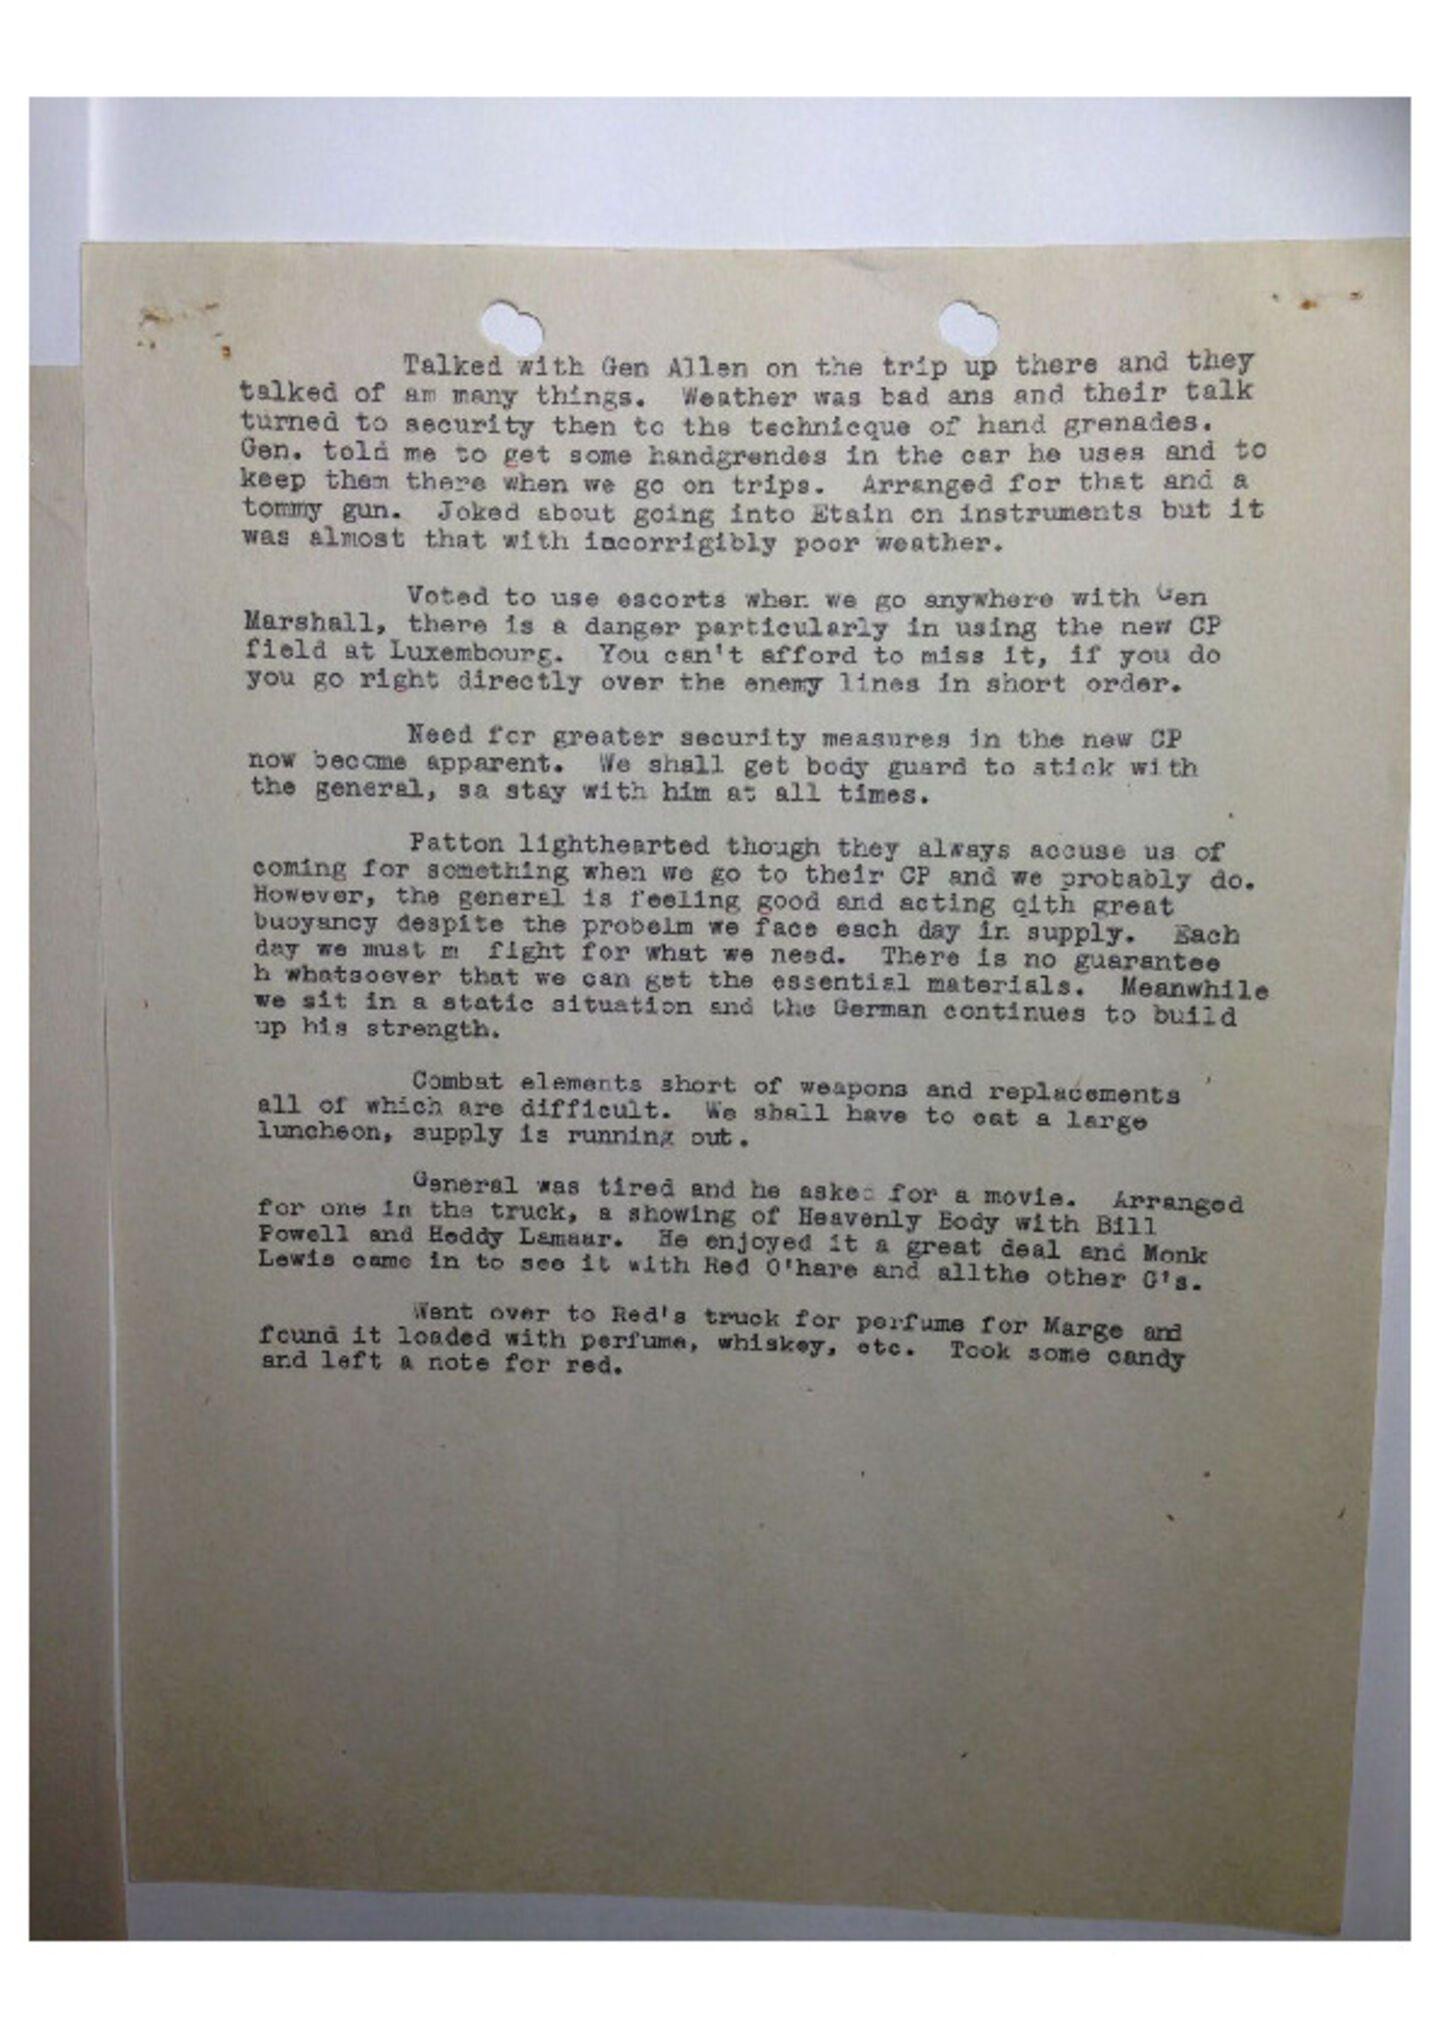 Talked with Gen Allen on the trip up there and they
talked of am many things. Weather was bad ans and their talk
turned to security then to the technicque of hand grenades.
Gen. told me to get some handgrendes in the car he uses and to
keep them there when we go on trips. Arranged for that and a
tommy gun. Joked about going into Etain on instruments but it
was almost that with incorrigibly poor weather.
Voted to use escorts when we go anywhere with Gen
Marshall, there is a danger particularly in using the new CP
field at Luxembourg. You can't afford to miss it, if you do
you go right directly over the enemy lines in short order.
Need for greater security measures in the new CP
now become apparent. We shall get body guard to stick with
the general, sa stay with him at all times.
Patton lighthearted though they always accuse us of
coming for something when we go to their CP and we probably do.
However, the general is feeling good and acting qith great
buoyancy despite the probelm we face each day in supply. Each
day we must m fight for what we need. There is no guarantee
h whatsoever that we can get the essential materials. Meanwhile
we sit in a static situation and the German continues to build
up his strength.
Combat elements short of weapons and replacements
all of which are difficult. We shall have to eat a large
luncheon, supply is running out.
General was tired and he asked for a movie. Arranged
for one in the truck, a showing of Heavenly Body with Bill
Powell and Heddy Lamaar. He enjoyed it a great deal and Monk
Lewis came in to see it with Red O'hare and allthe other G's.
Went over to Red's truck for perfume for Marge and
found it loaded with perfume, whiskey, etc. Took some candy
and left a note for red.